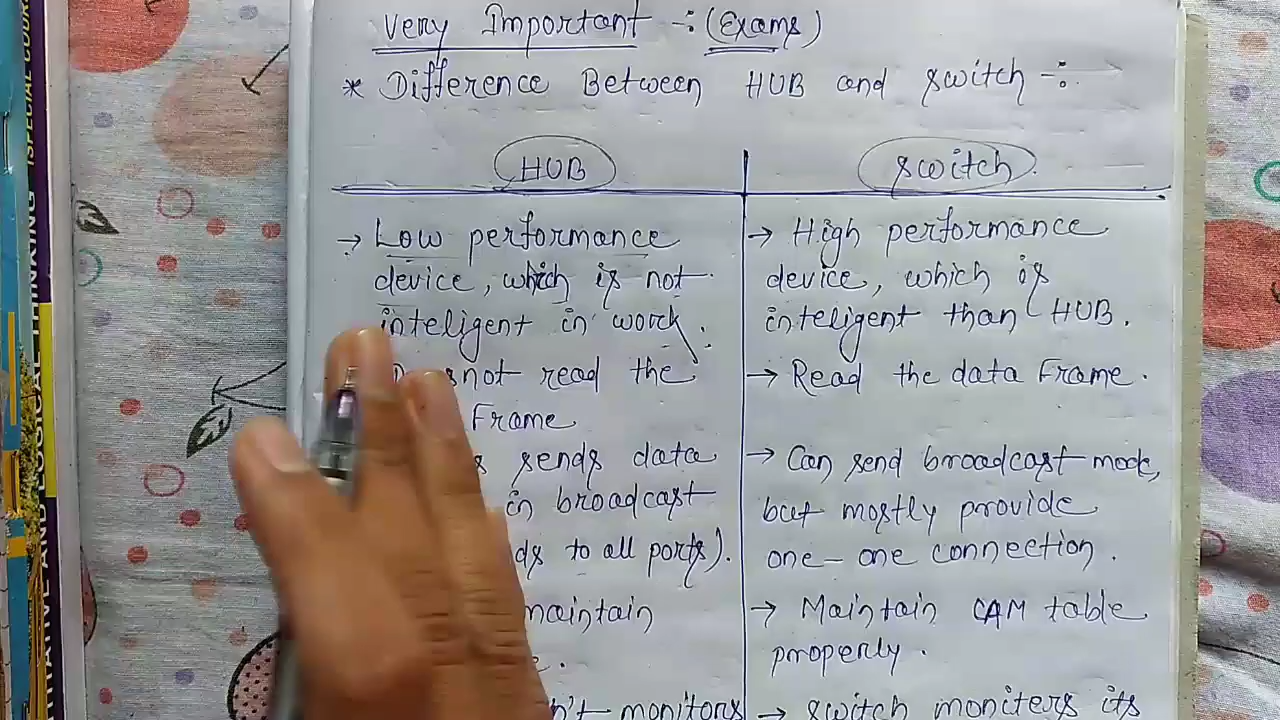 Very Important -: (Exams)
* Difference Between HUB and switch -:
HUB
→ Low performance
device, which is not
inteligent in work.
not read the
Frame
sends data
in broadcast
to all ports).
maintain
monitors
switch.
→ High performance
device, which is
inteligent than HUB.
→ Read the data Frame.
→ Can send broadcast mode,
but mostly provide
one-one connection.
→ Maintain CAM table
properly.
→ switch moniters its